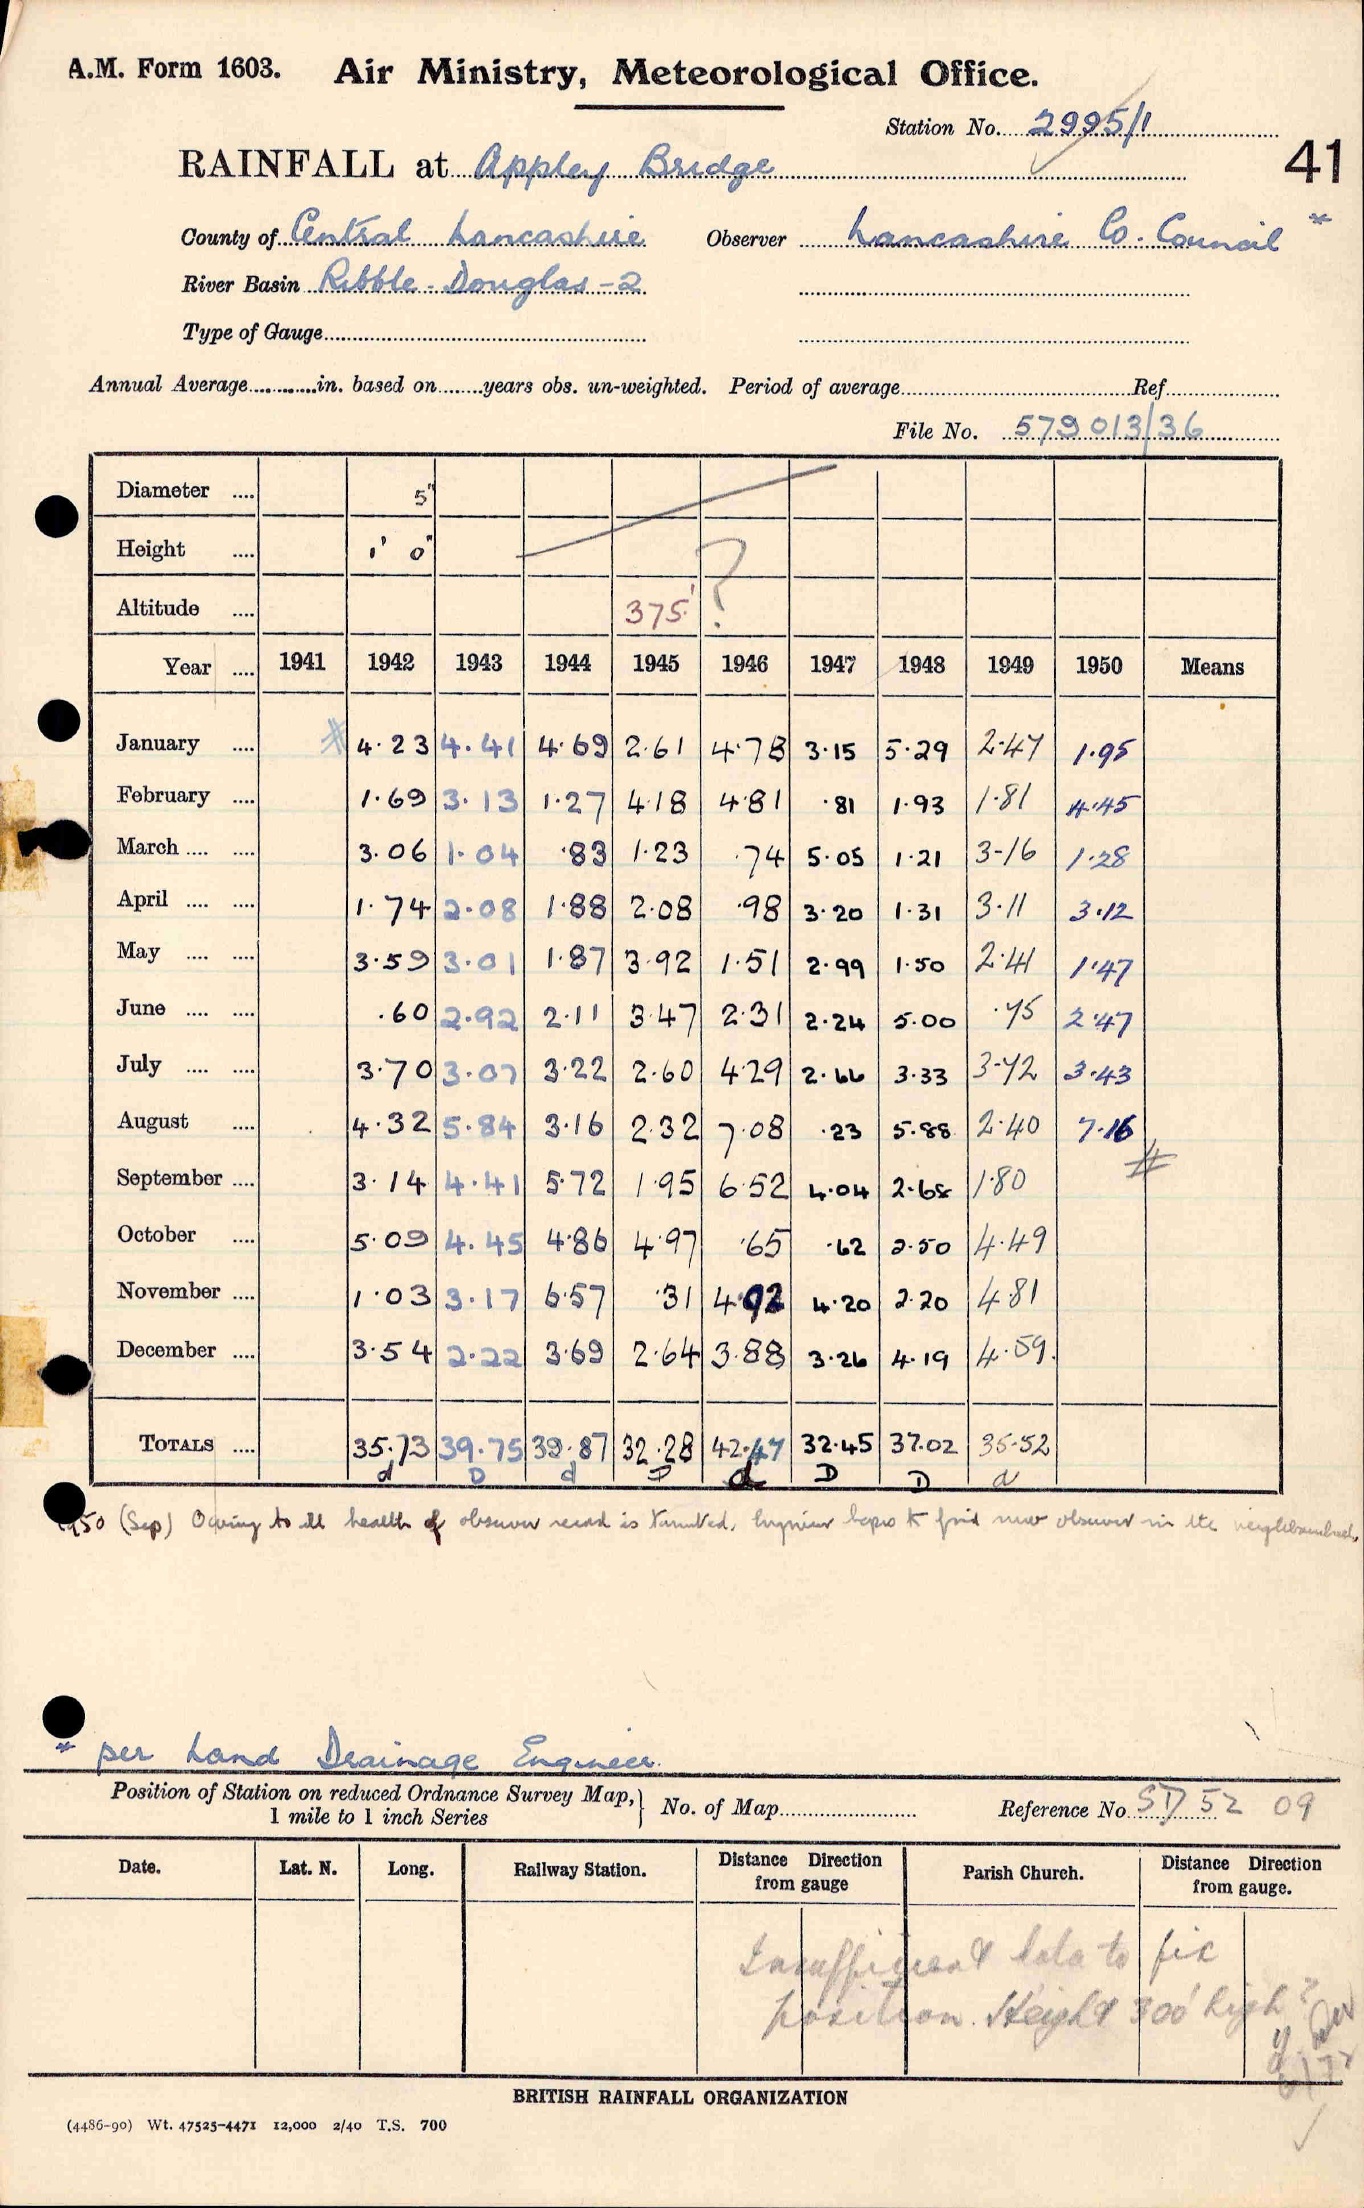 A.M. Form 1603. Air Ministry, Meteorological Office.
Station No. 2995/1
41
RAINFALL at Appley Bridge
County of Central Lancashire Observer Lancashire Co. Council *
River Basin Ribble - Douglas - 2
Type of Gauge
Annual Average in. based on years obs. un-weighted. Period of average Ref
File No. 579013/36
Diameter .... 5"
Height .... 1' 0"
Altitude .... 375' ?
Year .... 1941 1942 1943 1944 1945 1946 1947 1948 1949 1950 Means
January .... # 4.23 4.41 4.69 2.61 4.78 3.15 5.29 2.47 1.95
February .... 1.69 3.13 1.27 4.18 4.81 .81 1.93 1.81 4.45
March .... .... 3.06 1.04 .83 1.23 .74 5.05 1.21 3.16 1.28
April .... .... 1.74 2.08 1.88 2.08 .98 3.20 1.31 3.11 3.12
May .... .... 3.59 3.01 1.87 3.92 1.51 2.99 1.50 2.41 1.47
June .... .... .60 2.92 2.11 3.47 2.31 2.24 5.00 .75 2.47
July .... .... 3.70 3.07 3.22 2.60 4.29 2.66 3.33 3.72 3.43
August .... 4.32 5.84 3.16 2.32 7.08 .23 5.88 2.40 7.16
September .... 3.14 4.41 5.72 1.95 6.52 4.04 2.68 1.80 #
October .... 5.09 4.45 4.86 4.97 .65 .62 2.50 4.49
November .... 1.03 3.17 6.57 .31 4.92 4.20 2.20 4.81
December .... 3.54 2.22 3.69 2.64 3.88 3.26 4.19 4.59
TOTALS .... 35.73 39.75 39.87 32.28 42.47 32.45 37.02 35.52
d D d D d D D d
1950 (Sep) Owing to ill health of observer record is . Engineer hopes to find new observer in the neighbourhood.
* per Land Drainage Engineer.
Position of Station on reduced Ordnance Survey Map, 1 mile to 1 inch Series } No. of Map Reference No SD 52 09
Date. Lat. N. Long. Railway Station. Distance Direction from gauge Parish Church. Distance Direction from gauge.
Insufficient data to fix
position. Height 300' high?
BRITISH RAINFALL ORGANIZATION
(4486-90) Wt. 47525-4471 12,000 2/40 T.S. 700